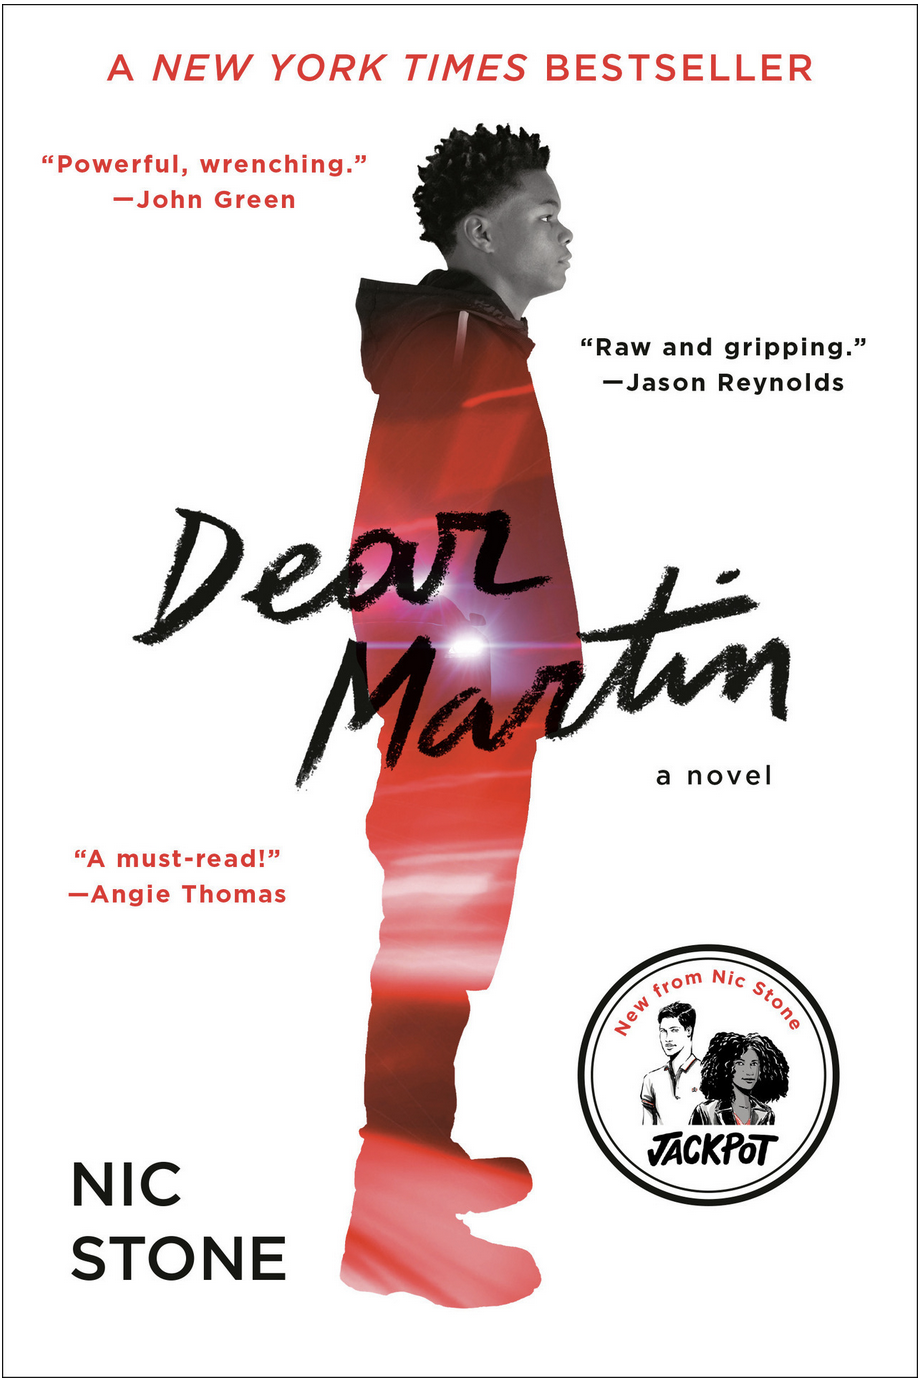 A NEW YORK TIMES BESTSELLER
“Powerful, wrenching.”
—John Green
“Raw and gripping.”
—Jason Reynolds
Dear
Martin
a novel
“A must-read!”
—Angie Thomas
New from Nic Stone
JACKPOT
NIC
STONE